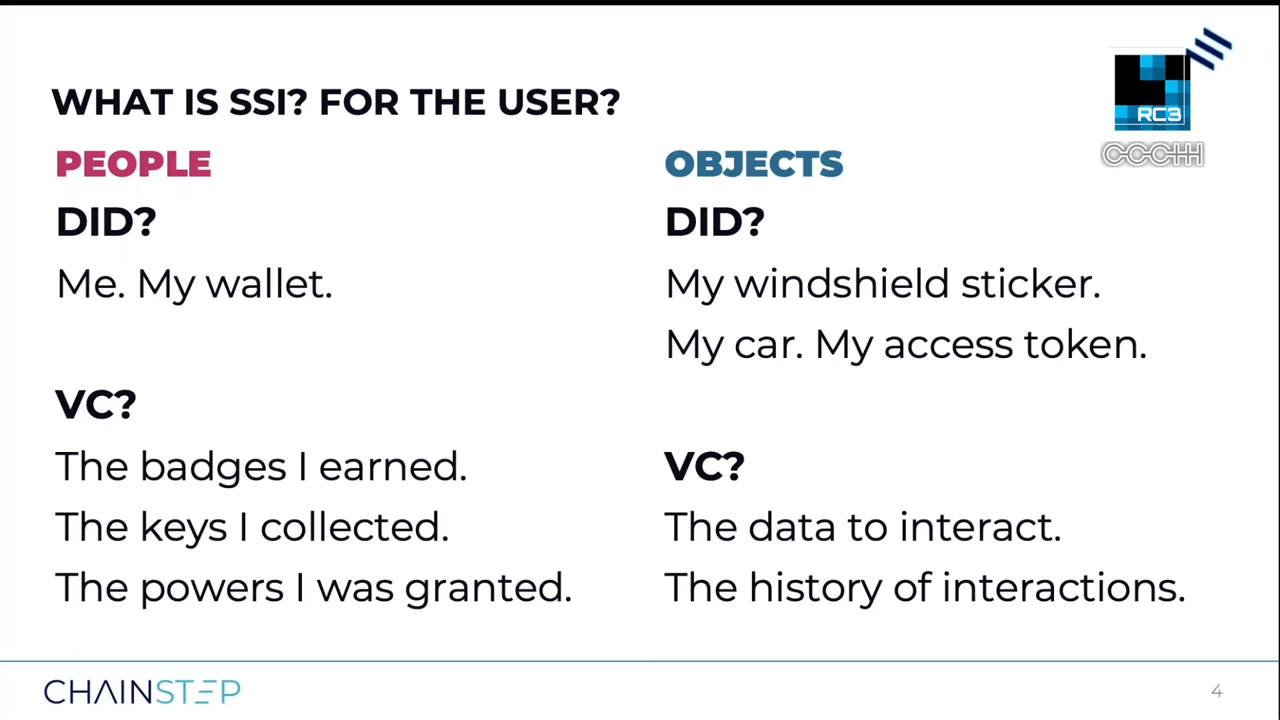 WHAT IS SSI? FOR THE USER?
RC3
CCCHH
PEOPLE
DID?
Me. My wallet.
VC?
The badges I earned.
The keys I collected.
The powers I was granted.
OBJECTS
DID?
My windshield sticker.
My car. My access token.
VC?
The data to interact.
The history of interactions.
CHAINSTEP
4